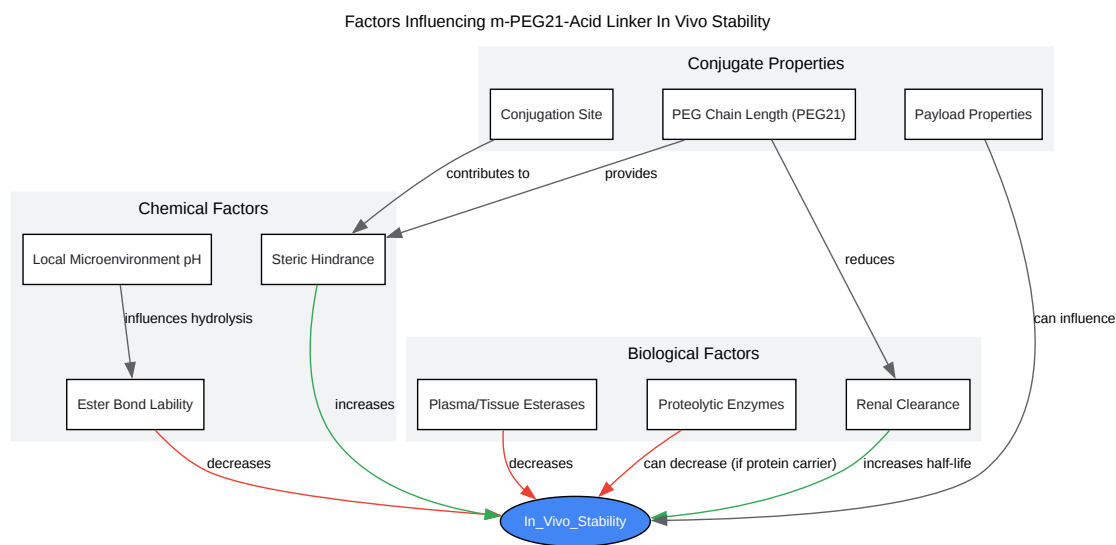 Factors Influencing m-PEG21-Acid Linker In Vivo Stability
Conjugate Properties
Conjugation Site
PEG Chain Length (PEG21)
Payload Properties
contributes to
provides
Chemical Factors
Local Microenvironment pH
Steric Hindrance
reduces
influences hydrolysis
can influence
Biological Factors
Ester Bond Lability
increases
Plasma/Tissue Esterases
Proteolytic Enzymes
Renal Clearance
decreases
decreases
can decrease (if protein carrier)
increases half-life
In_Vivo_Stability